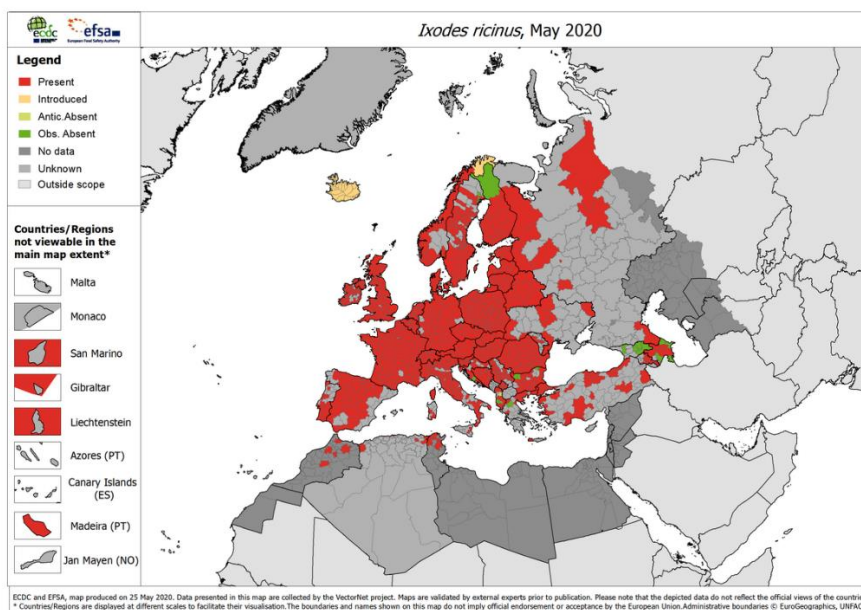 ecdc
efsa
European Food Safety Authority
Ixodes ricinus, May 2020
Legend
Present
Introduced
Antic.Absent
Obs. Absent
No data
Unknown
Outside scope
Countries/Regions
not viewable in the
main map extent*
Malta
Monaco
San Marino
Gibraltar
Liechtenstein
Azores (PT)
Canary Islands
(ES)
Madeira (PT)
Jan Mayen (NO)
ECDC and EFSA, map produced on 25 May 2020. Data presented in this map are collected by the VectorNet project. Maps are validated by external experts prior to publication. Please note that the depicted data do not reflect the official views of the countrie
* Countries/Regions are displayed at different scales to facilitate their visualisation.The boundaries and names shown on this map do not imply official endorsement or acceptance by the European Union.Administrative boundaries © EuroGeographics, UNFAO